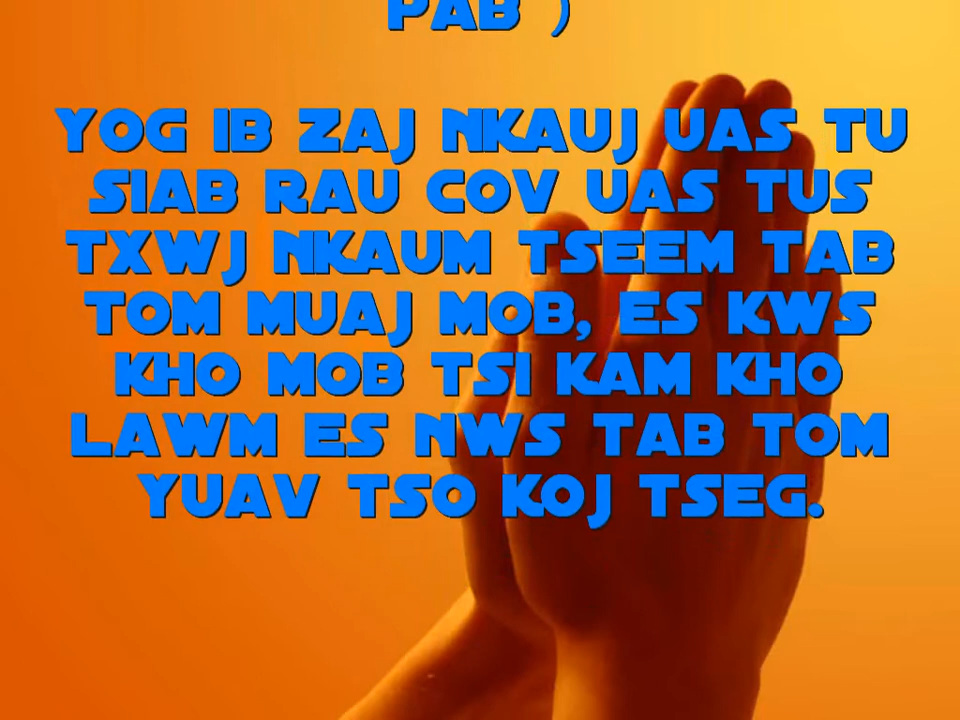 PAB )
YOG IB ZAJ NKAUJ UAS TU
SIAB RAU COV UAS TUS
TXWJ NKAUM TSEEM TAB
TOM MUAJ MOB, ES KWS
KHO MOB TSI KAM KHO
LAWM ES NWS TAB TOM
YUAV TSO KOJ TSEG.